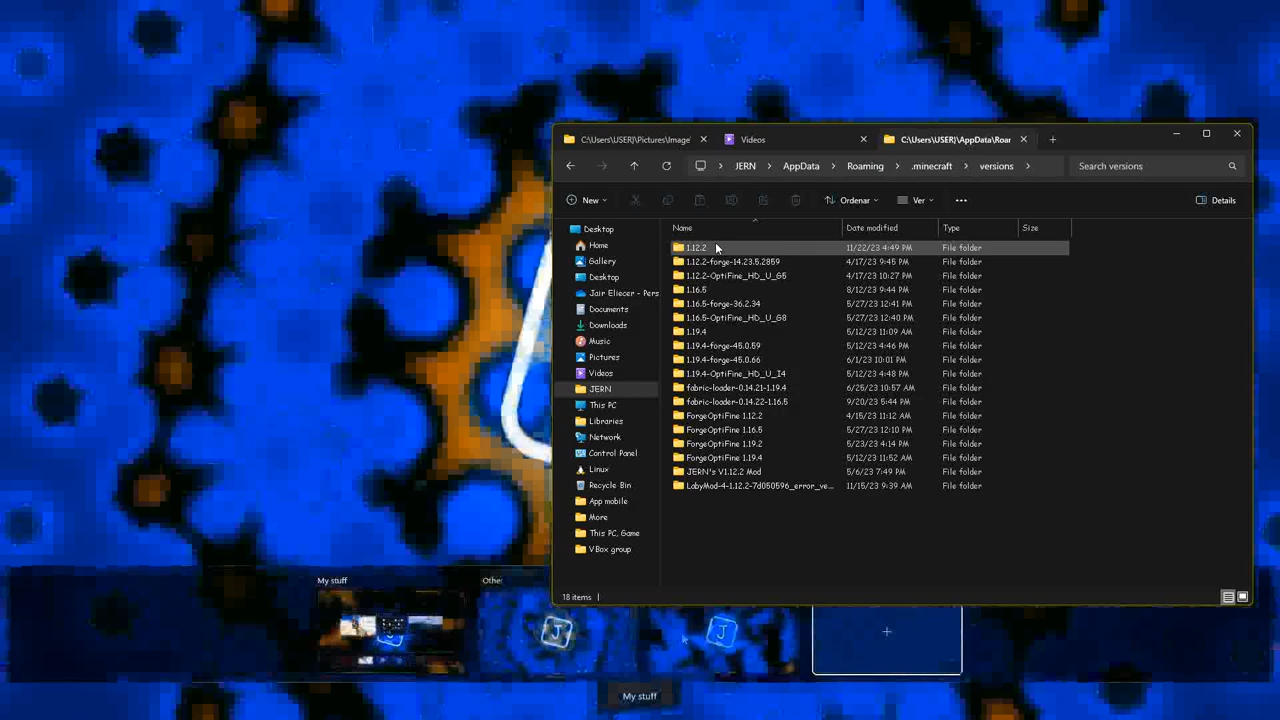 C:\Users\USER)\Pictures\Image'
Videos
C:\Users\USER)\AppData\Roar
JERN > AppData > Roaming > .minecraft > versions >
Search versions
New
Ordenar
Ver
Details
Name Date modified Type Size
Desktop
Home
Gallery
Desktop
Jair Eliecer - Pers
Documents
Downloads
Music
Pictures
Videos
JERN
This PC
Libraries
Network
Control Panel
Linux
Recycle Bin
App mobile
More
This PC, Game
VBox group
1.12.2 11/22/23 4:49 PM File folder
1.12.2-forge-14.23.5.2859 4/17/23 9:45 PM File folder
1.12.2-OptiFine_HD_U_G5 4/17/23 10:27 PM File folder
1.16.5 8/12/23 9:44 PM File folder
1.16.5-forge-36.2.34 5/27/23 12:41 PM File folder
1.16.5-OptiFine_HD_U_G8 5/27/23 12:40 PM File folder
1.19.4 5/12/23 11:09 AM File folder
1.19.4-forge-45.0.59 5/12/23 4:46 PM File folder
1.19.4-forge-45.0.66 6/1/23 10:01 PM File folder
1.19.4-OptiFine_HD_U_I4 5/12/23 4:48 PM File folder
fabric-loader-0.14.21-1.19.4 6/25/23 10:57 AM File folder
fabric-loader-0.14.22-1.16.5 9/20/23 5:44 PM File folder
ForgeOptiFine 1.12.2 4/15/23 11:12 AM File folder
ForgeOptiFine 1.16.5 5/27/23 12:10 PM File folder
ForgeOptiFine 1.19.2 5/23/23 4:14 PM File folder
ForgeOptiFine 1.19.4 5/12/23 11:52 AM File folder
JERN's V1.12.2 Mod 5/6/23 7:49 PM File folder
LabyMod-4-1.12.2-7d050596_error_ve... 11/15/23 9:39 AM File folder
18 items
My stuff
Other
J
J
My stuff